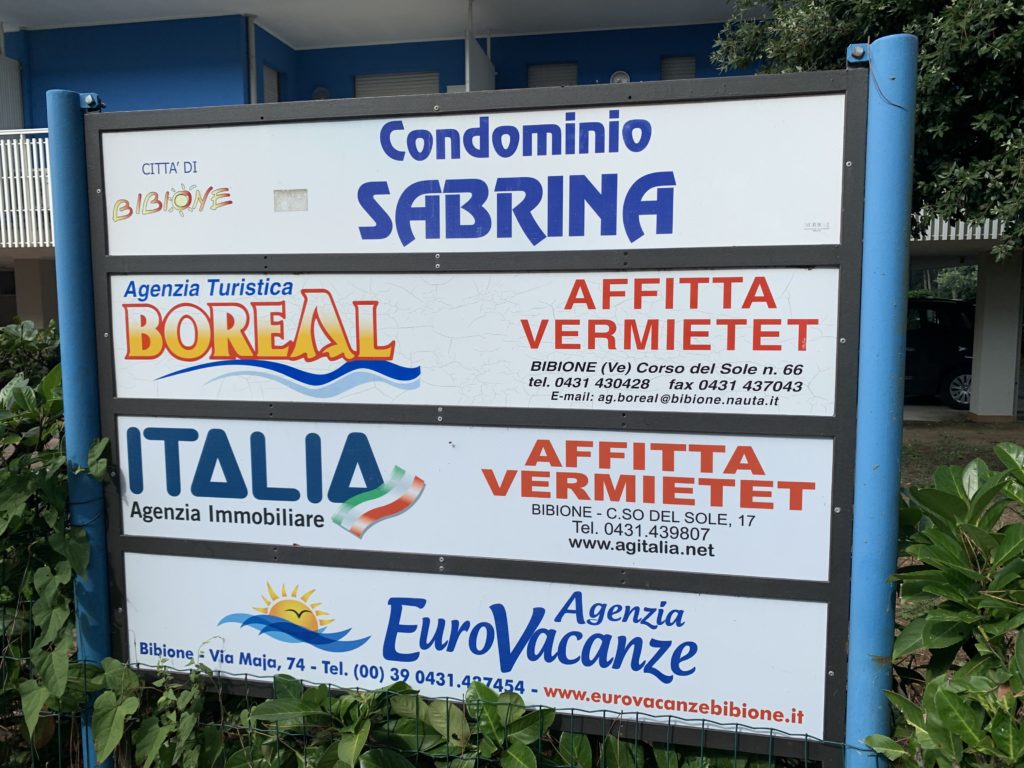 Condominio
SABRINA
CITTA' DI
BIBIONE
Agenzia Turistica
BOREAL
AFFITTA
VERMIETET
BIBIONE (Ve) Corso del Sole n. 66
tel. 0431 430428 fax 0431 437043
E-mail: ag.boreal@bibione.nauta.it
ITALIA
Agenzia Immobiliare
AFFITTA
VERMIETET
BIBIONE - C.SO DEL SOLE, 17
Tel. 0431.439807
www.agitalia.net
Agenzia
EuroVacanze
Bibione - Via Maja, 74 - Tel. (00) 39 0431.437454 - www.eurovacanzebibione.it